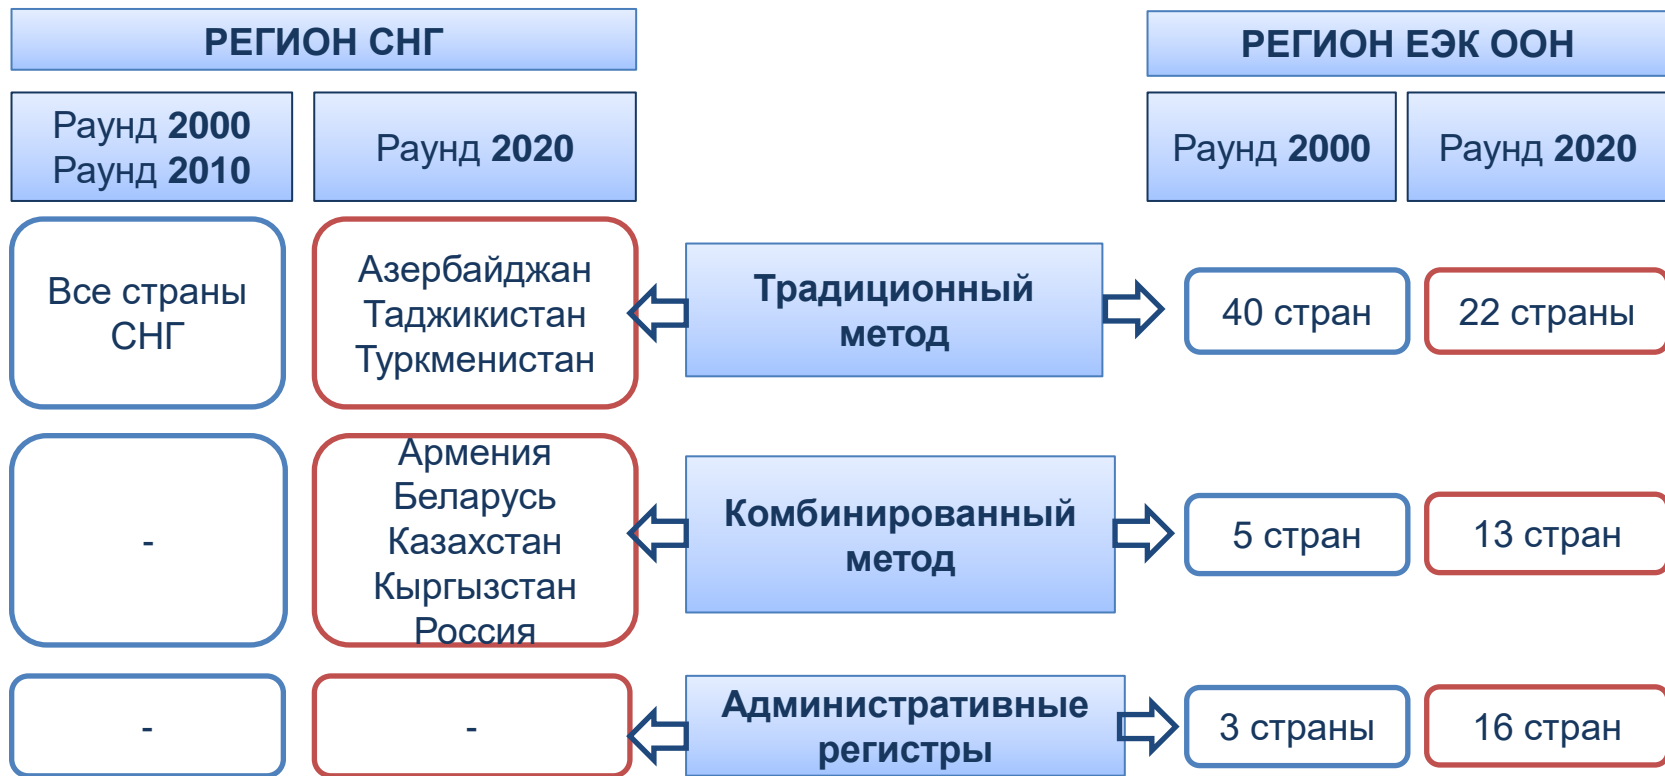 РЕГИОН СНГ
РЕГИОН ЕЭК ООН
Раунд 2000
Раунд 2010
Раунд 2020
Раунд 2000
Раунд 2020
Все страны
СНГ
Азербайджан
Таджикистан
Туркменистан
Традиционный
метод
40 стран
22 страны
-
Армения
Беларусь
Казахстан
Кыргызстан
Россия
Комбинированный
метод
5 стран
13 стран
-
-
Административные
регистры
3 страны
16 стран